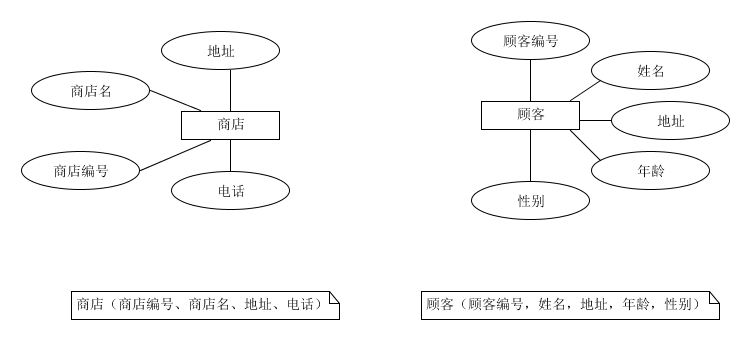 地址
商店名
商店
商店编号
电话
顾客编号
姓名
顾客
地址
年龄
性别
商店（商店编号、商店名、地址、电话）
顾客（顾客编号，姓名，地址，年龄，性别）